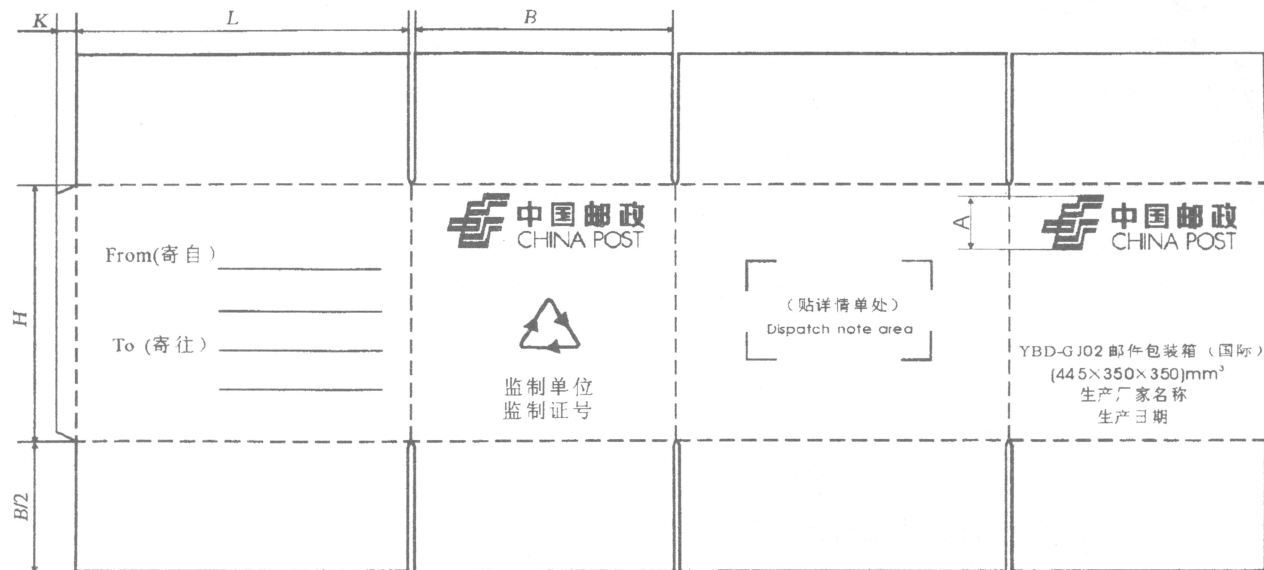 K
L
B
中国邮政
CHINA POST
A
中国邮政
CHINA POST
From(寄自)
H
(贴详情单处)
Dispatch note area
To (寄往)
YBD-GJ02 邮件包装箱 (国际)
(445×350×350)mm³
监制单位
生产厂家名称
监制证号
生产日期
B/2